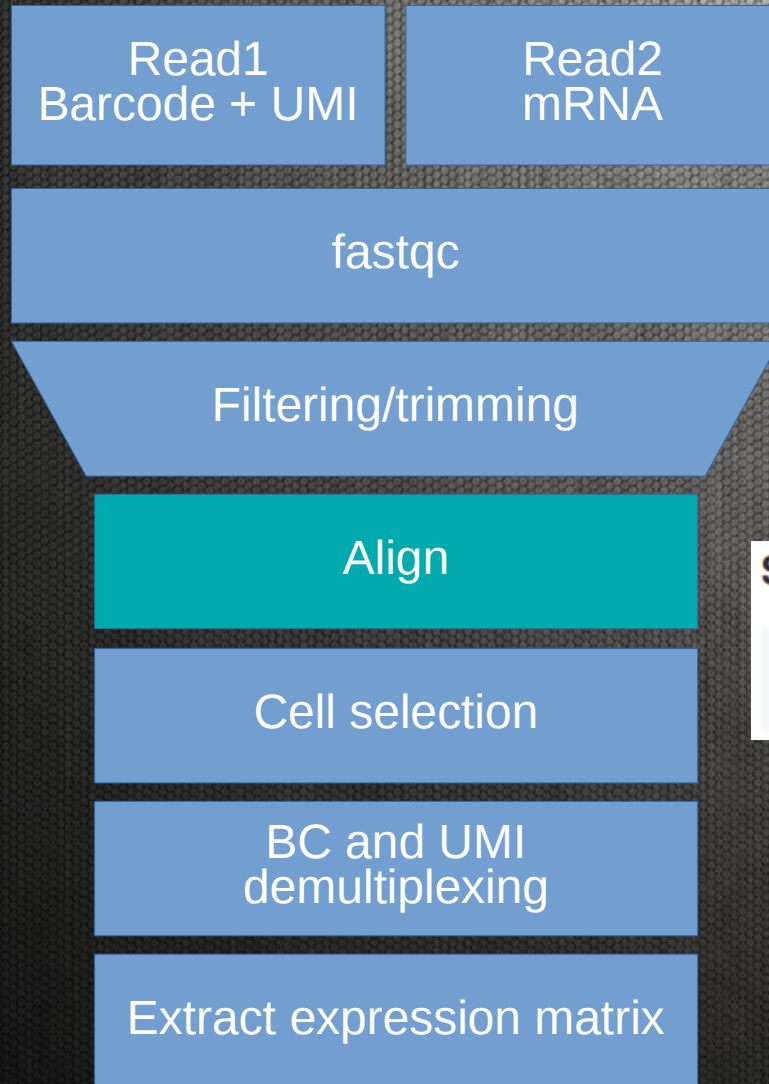 Read1
Barcode + UMI
Read2
mRNA
fastqc
Filtering/trimming
Align
Cell selection
BC and UMI
demultiplexing
Extract expression matrix